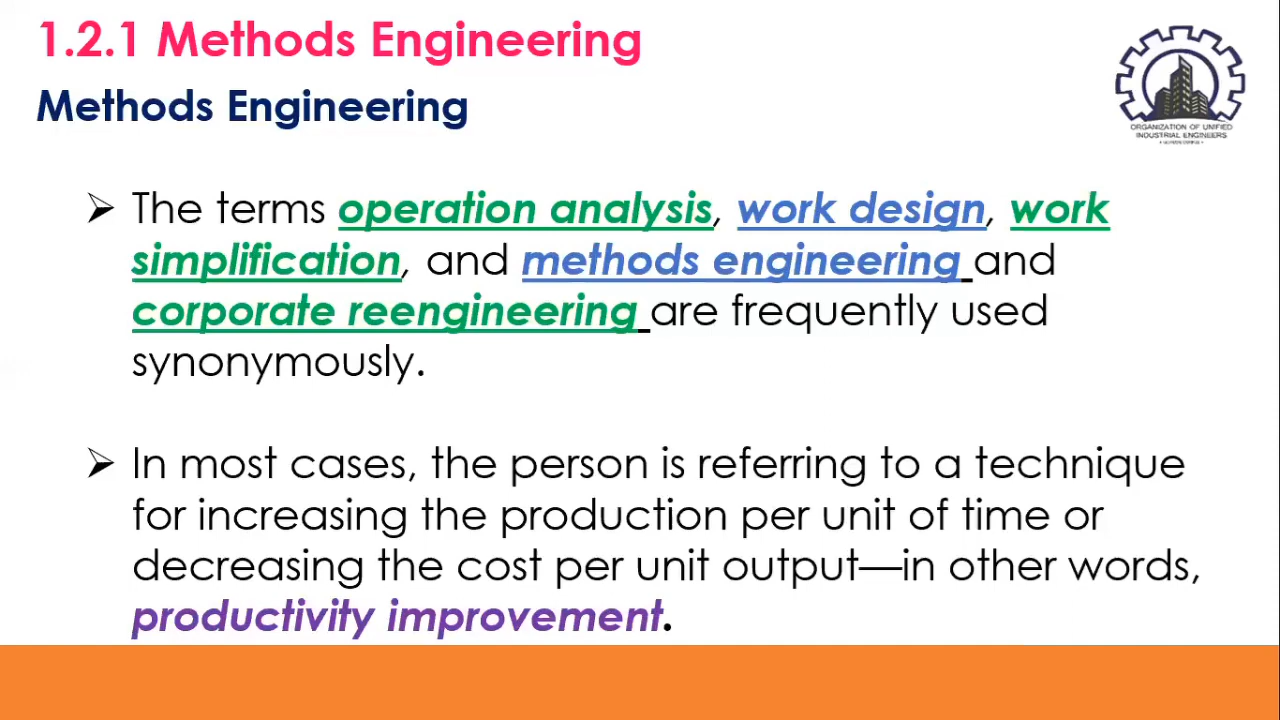 1.2.1 Methods Engineering
Methods Engineering
ORGANIZATION OF UNIFIED
INDUSTRIAL ENGINEERS
➢ The terms operation analysis, work design, work
simplification, and methods engineering and
corporate reengineering are frequently used
synonymously.
➢ In most cases, the person is referring to a technique
for increasing the production per unit of time or
decreasing the cost per unit output—in other words,
productivity improvement.